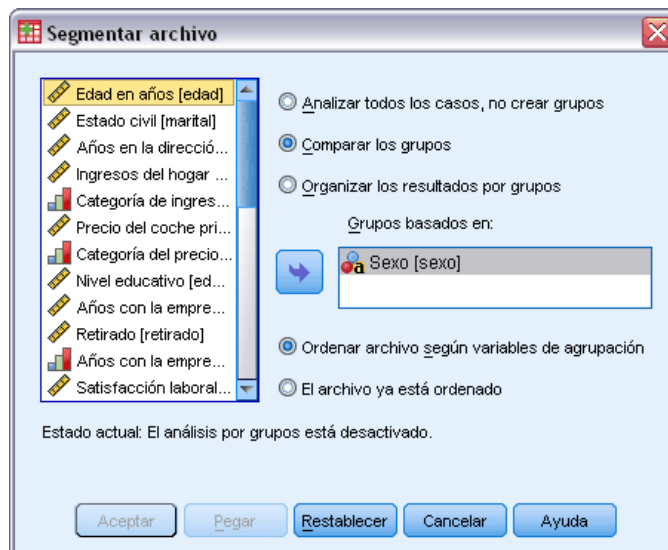 Segmentar archivo
Edad en años [edad]
Estado civil [marital]
Años en la direcció...
Ingresos del hogar ...
Categoría de ingres...
Precio del coche pri...
Categoría del precio...
Nivel educativo [ed...
Años con la empre...
Retirado [retirado]
Años con la empre...
Satisfacción laboral...
Analizar todos los casos, no crear grupos
Comparar los grupos
Organizar los resultados por grupos
Grupos basados en:
a Sexo [sexo]
Ordenar archivo según variables de agrupación
El archivo ya está ordenado
Estado actual: El análisis por grupos está desactivado.
Aceptar
Pegar
Restablecer
Cancelar
Ayuda